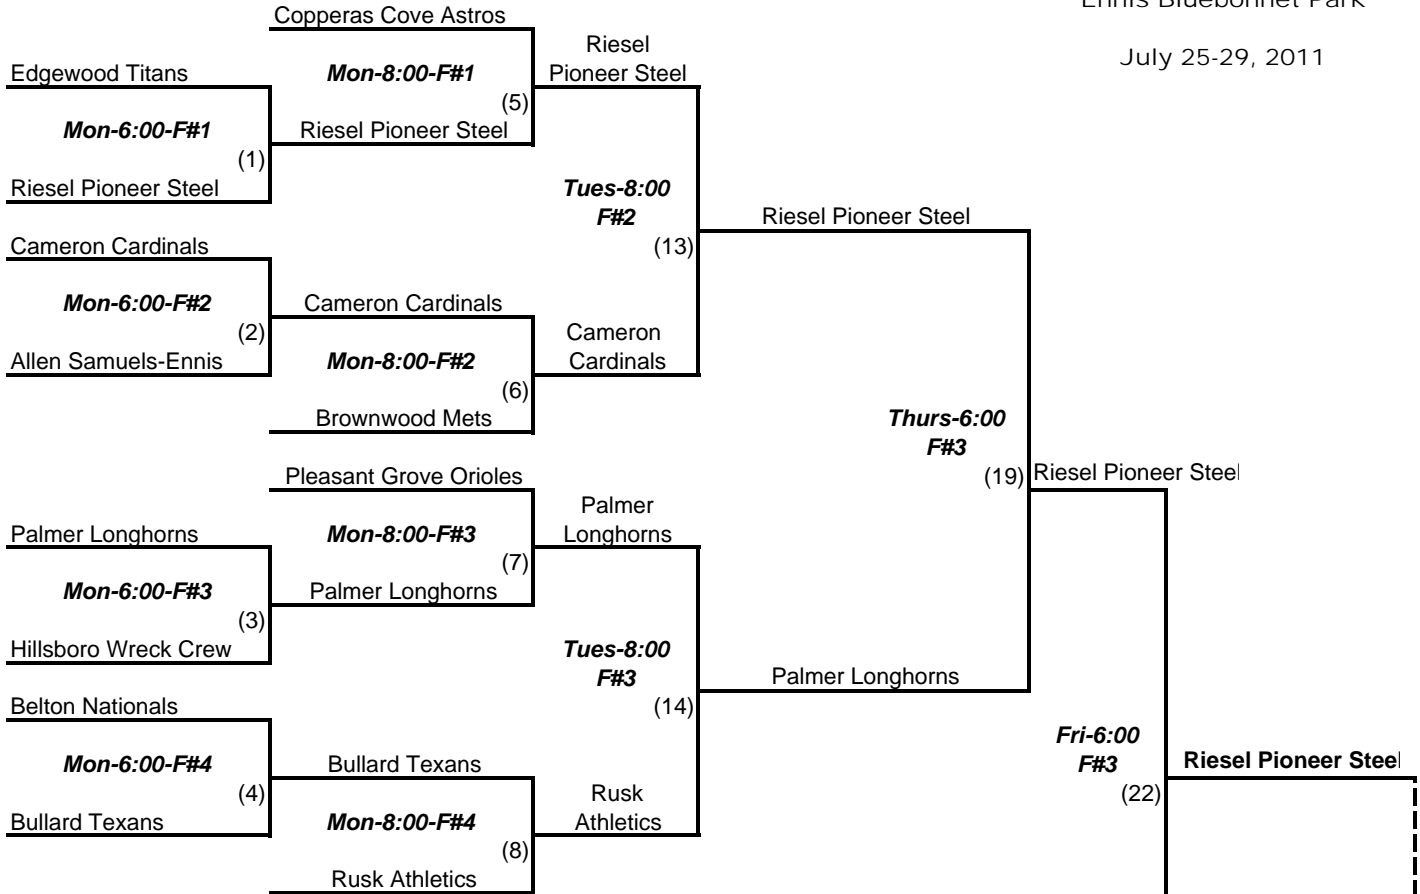 Ennis Bluebonnet Park
July 25-29, 2011
Copperas Cove Astros
Riesel
Pioneer Steel
Edgewood Titans
Mon-8:00-F#1
(5)
Mon-6:00-F#1
Riesel Pioneer Steel
(1)
Riesel Pioneer Steel
Tues-8:00
F#2
(13)
Riesel Pioneer Steel
Cameron Cardinals
Mon-6:00-F#2
Cameron Cardinals
(2)
Cameron
Cardinals
Allen Samuels-Ennis
Mon-8:00-F#2
(6)
Brownwood Mets
Thurs-6:00
F#3
(19)
Riesel Pioneer Steel
Pleasant Grove Orioles
Palmer
Longhorns
Palmer Longhorns
Mon-8:00-F#3
(7)
Mon-6:00-F#3
Palmer Longhorns
(3)
Hillsboro Wreck Crew
Tues-8:00
F#3
(14)
Palmer Longhorns
Belton Nationals
Mon-6:00-F#4
Bullard Texans
(4)
Rusk
Athletics
Bullard Texans
Mon-8:00-F#4
(8)
Rusk Athletics
Fri-6:00
F#3
(22)
Riesel Pioneer Steel